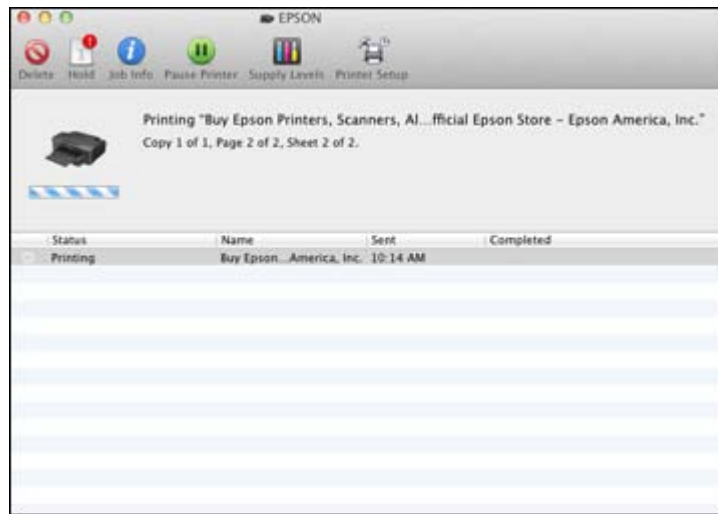 EPSON
Delete Hold Job Info Pause Printer Supply Levels Printer Setup
Printing "Buy Epson Printers, Scanners, Al...fficial Epson Store – Epson America, Inc."
Copy 1 of 1, Page 2 of 2, Sheet 2 of 2.
Status Name Sent Completed
Printing Buy Epson...America, Inc. 10:14 AM